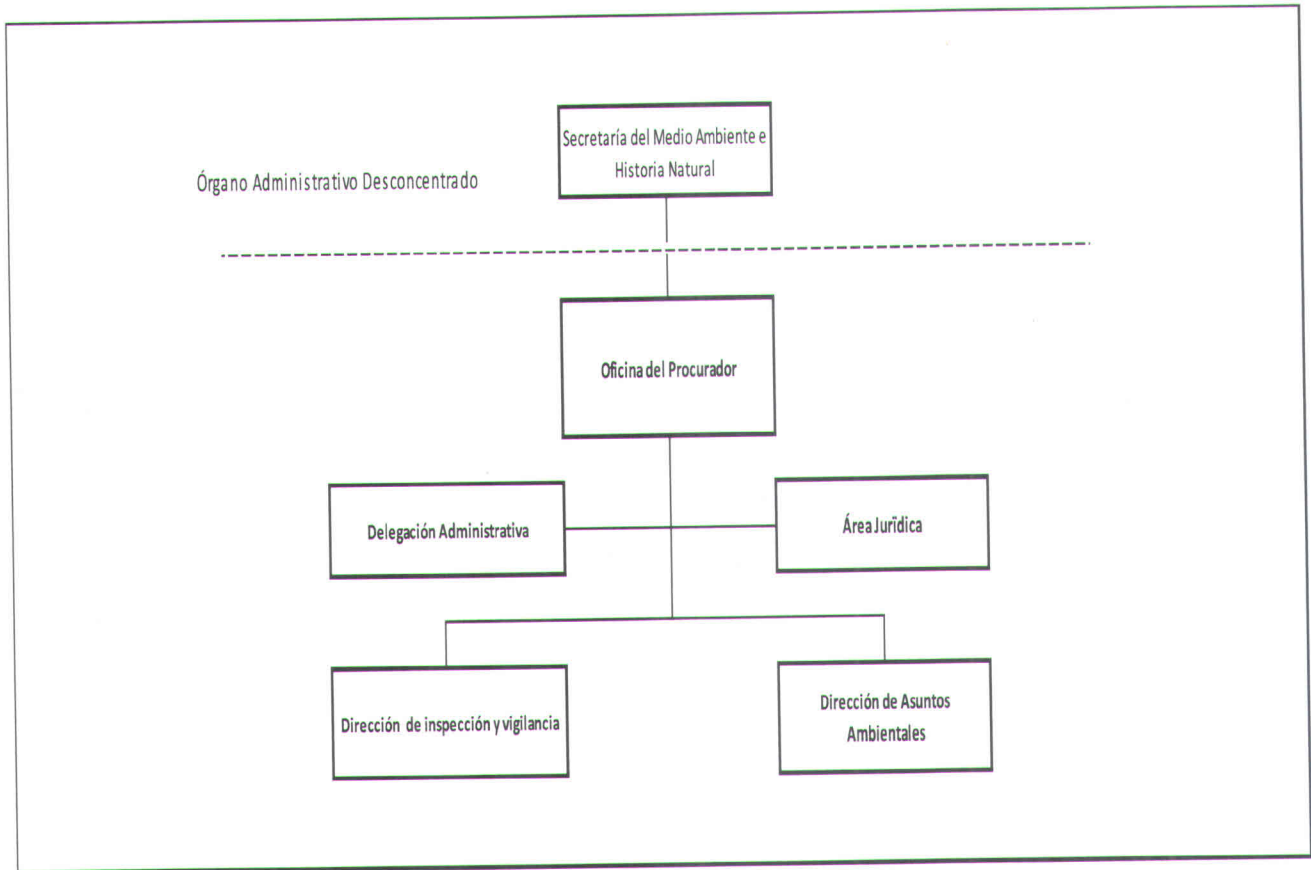 Secretaría del Medio Ambiente e
Historia Natural
Órgano Administrativo Desconcentrado
Oficina del Procurador
Delegación Administrativa
Área Jurïdica
Dirección de inspección y vigilancia
Dirección de Asuntos
Ambientales